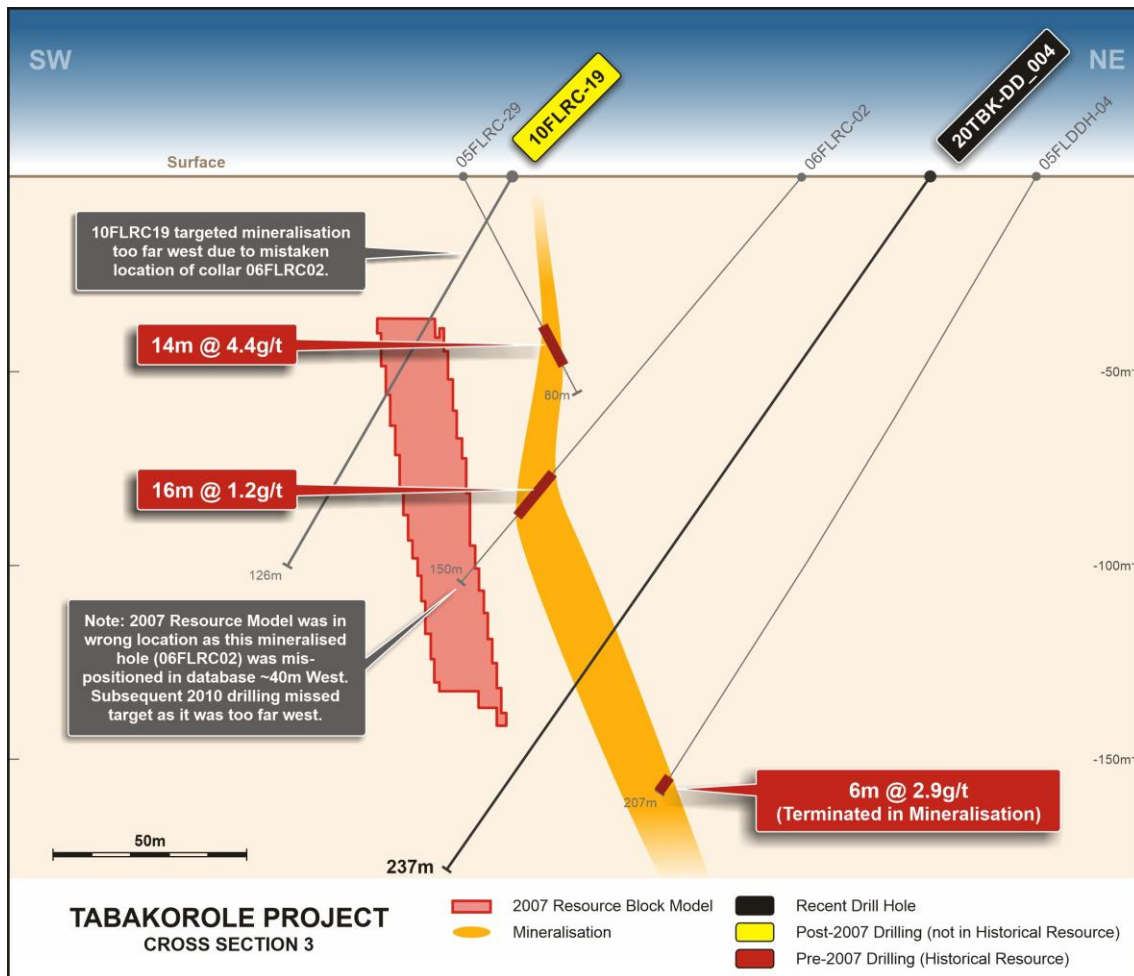 SW
NE
10FLRC-19
20TBK-DD_004
05FLRC-29
06FLRC-02
05FLDDH-04
Surface
10FLRC19 targeted mineralisation
too far west due to mistaken
location of collar 06FLRC02.
14m @ 4.4g/t
-50m
80m
16m @ 1.2g/t
126m
150m
-100m
Note: 2007 Resource Model was in
wrong location as this mineralised
hole (06FLRC02) was mis-
positioned in database ~40m West.
Subsequent 2010 drilling missed
target as it was too far west.
-150m
207m
6m @ 2.9g/t
(Terminated in Mineralisation)
50m
237m
TABAKOROLE PROJECT
CROSS SECTION 3
2007 Resource Block Model
Mineralisation
Recent Drill Hole
Post-2007 Drilling (not in Historical Resource)
Pre-2007 Drilling (Historical Resource)